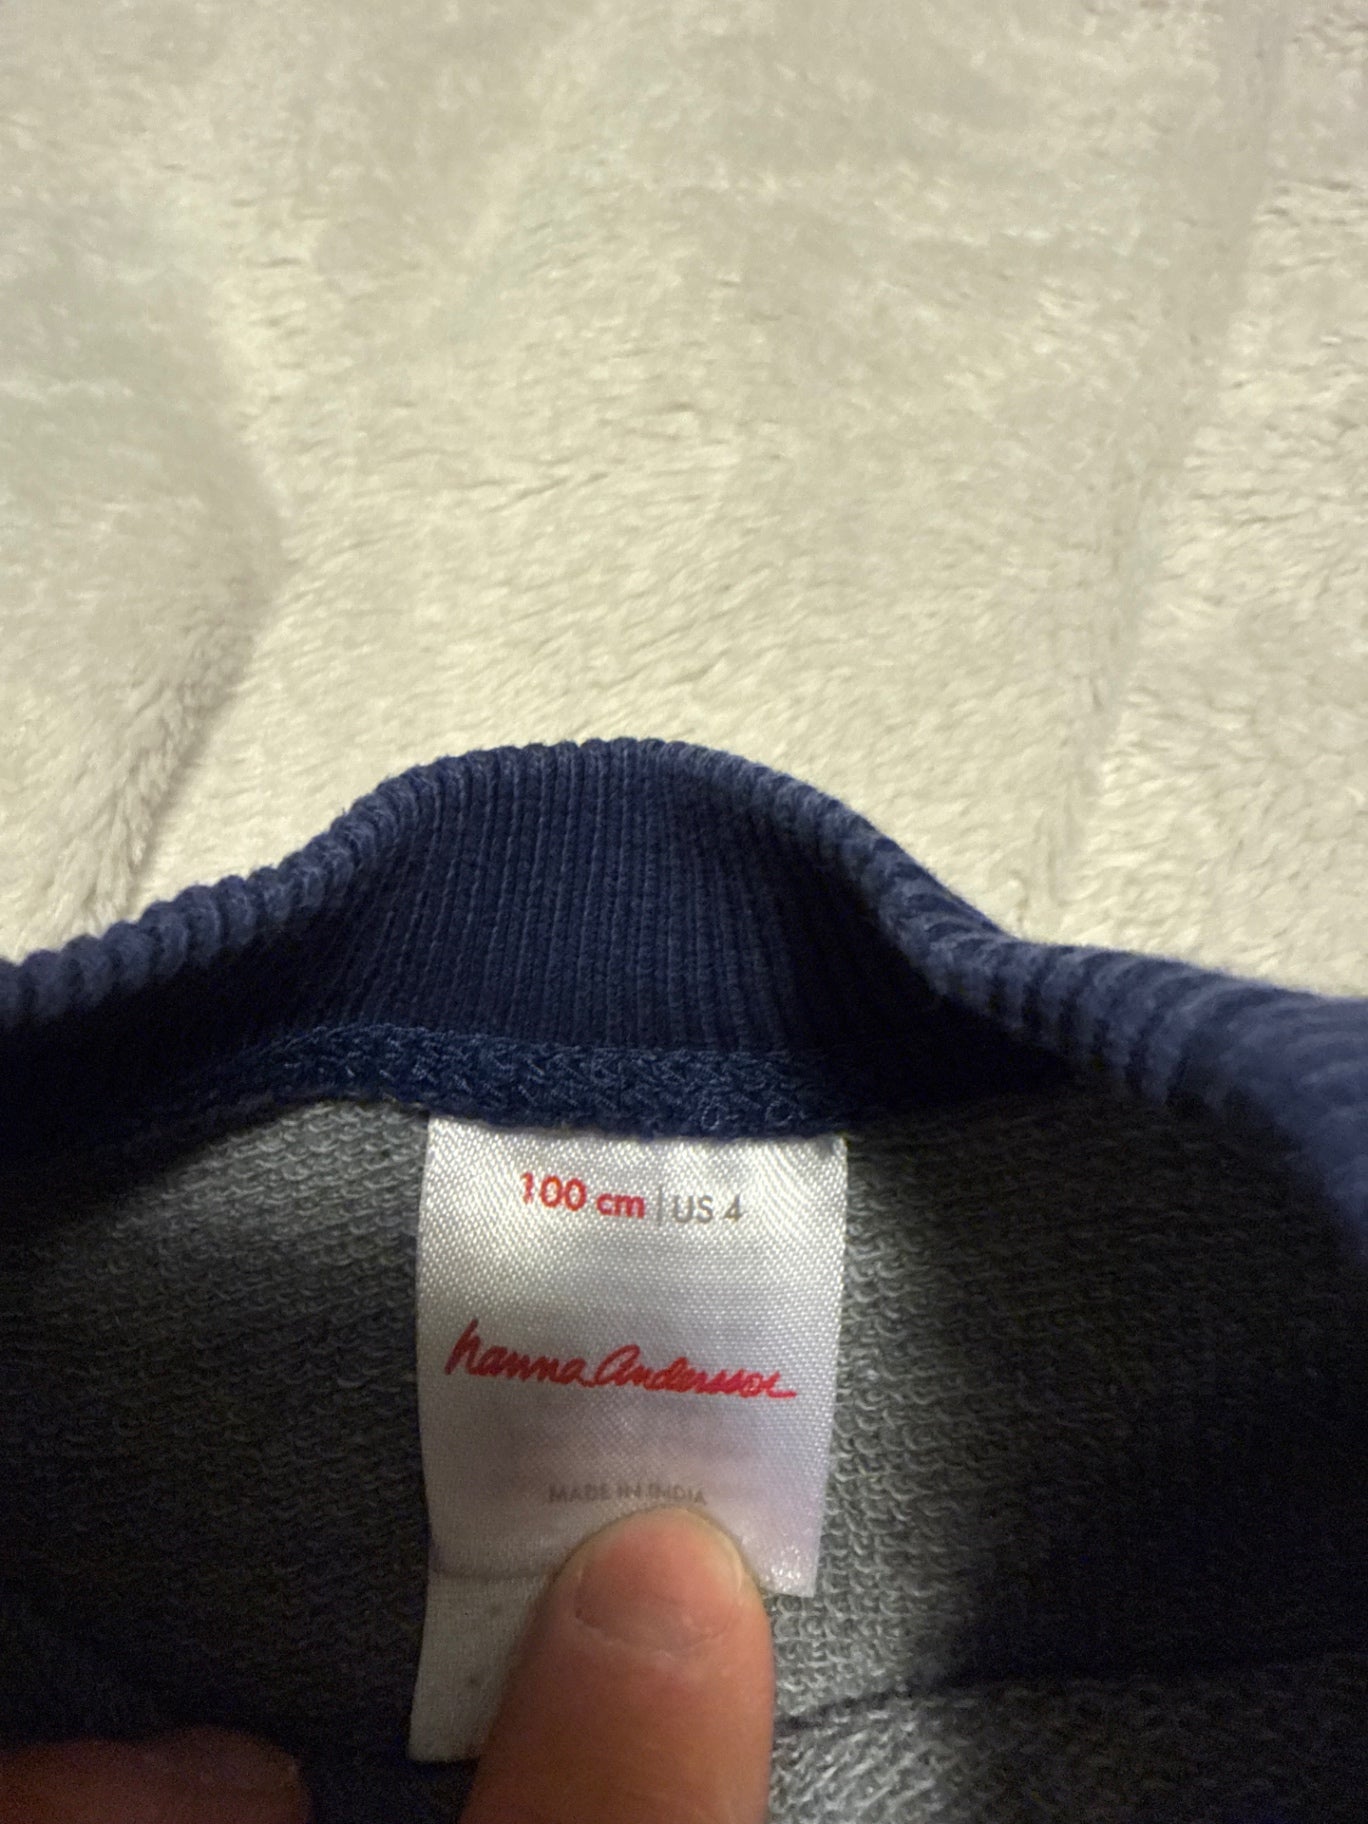 100 cm | US 4
hanna Andersson
MADE IN INDIA